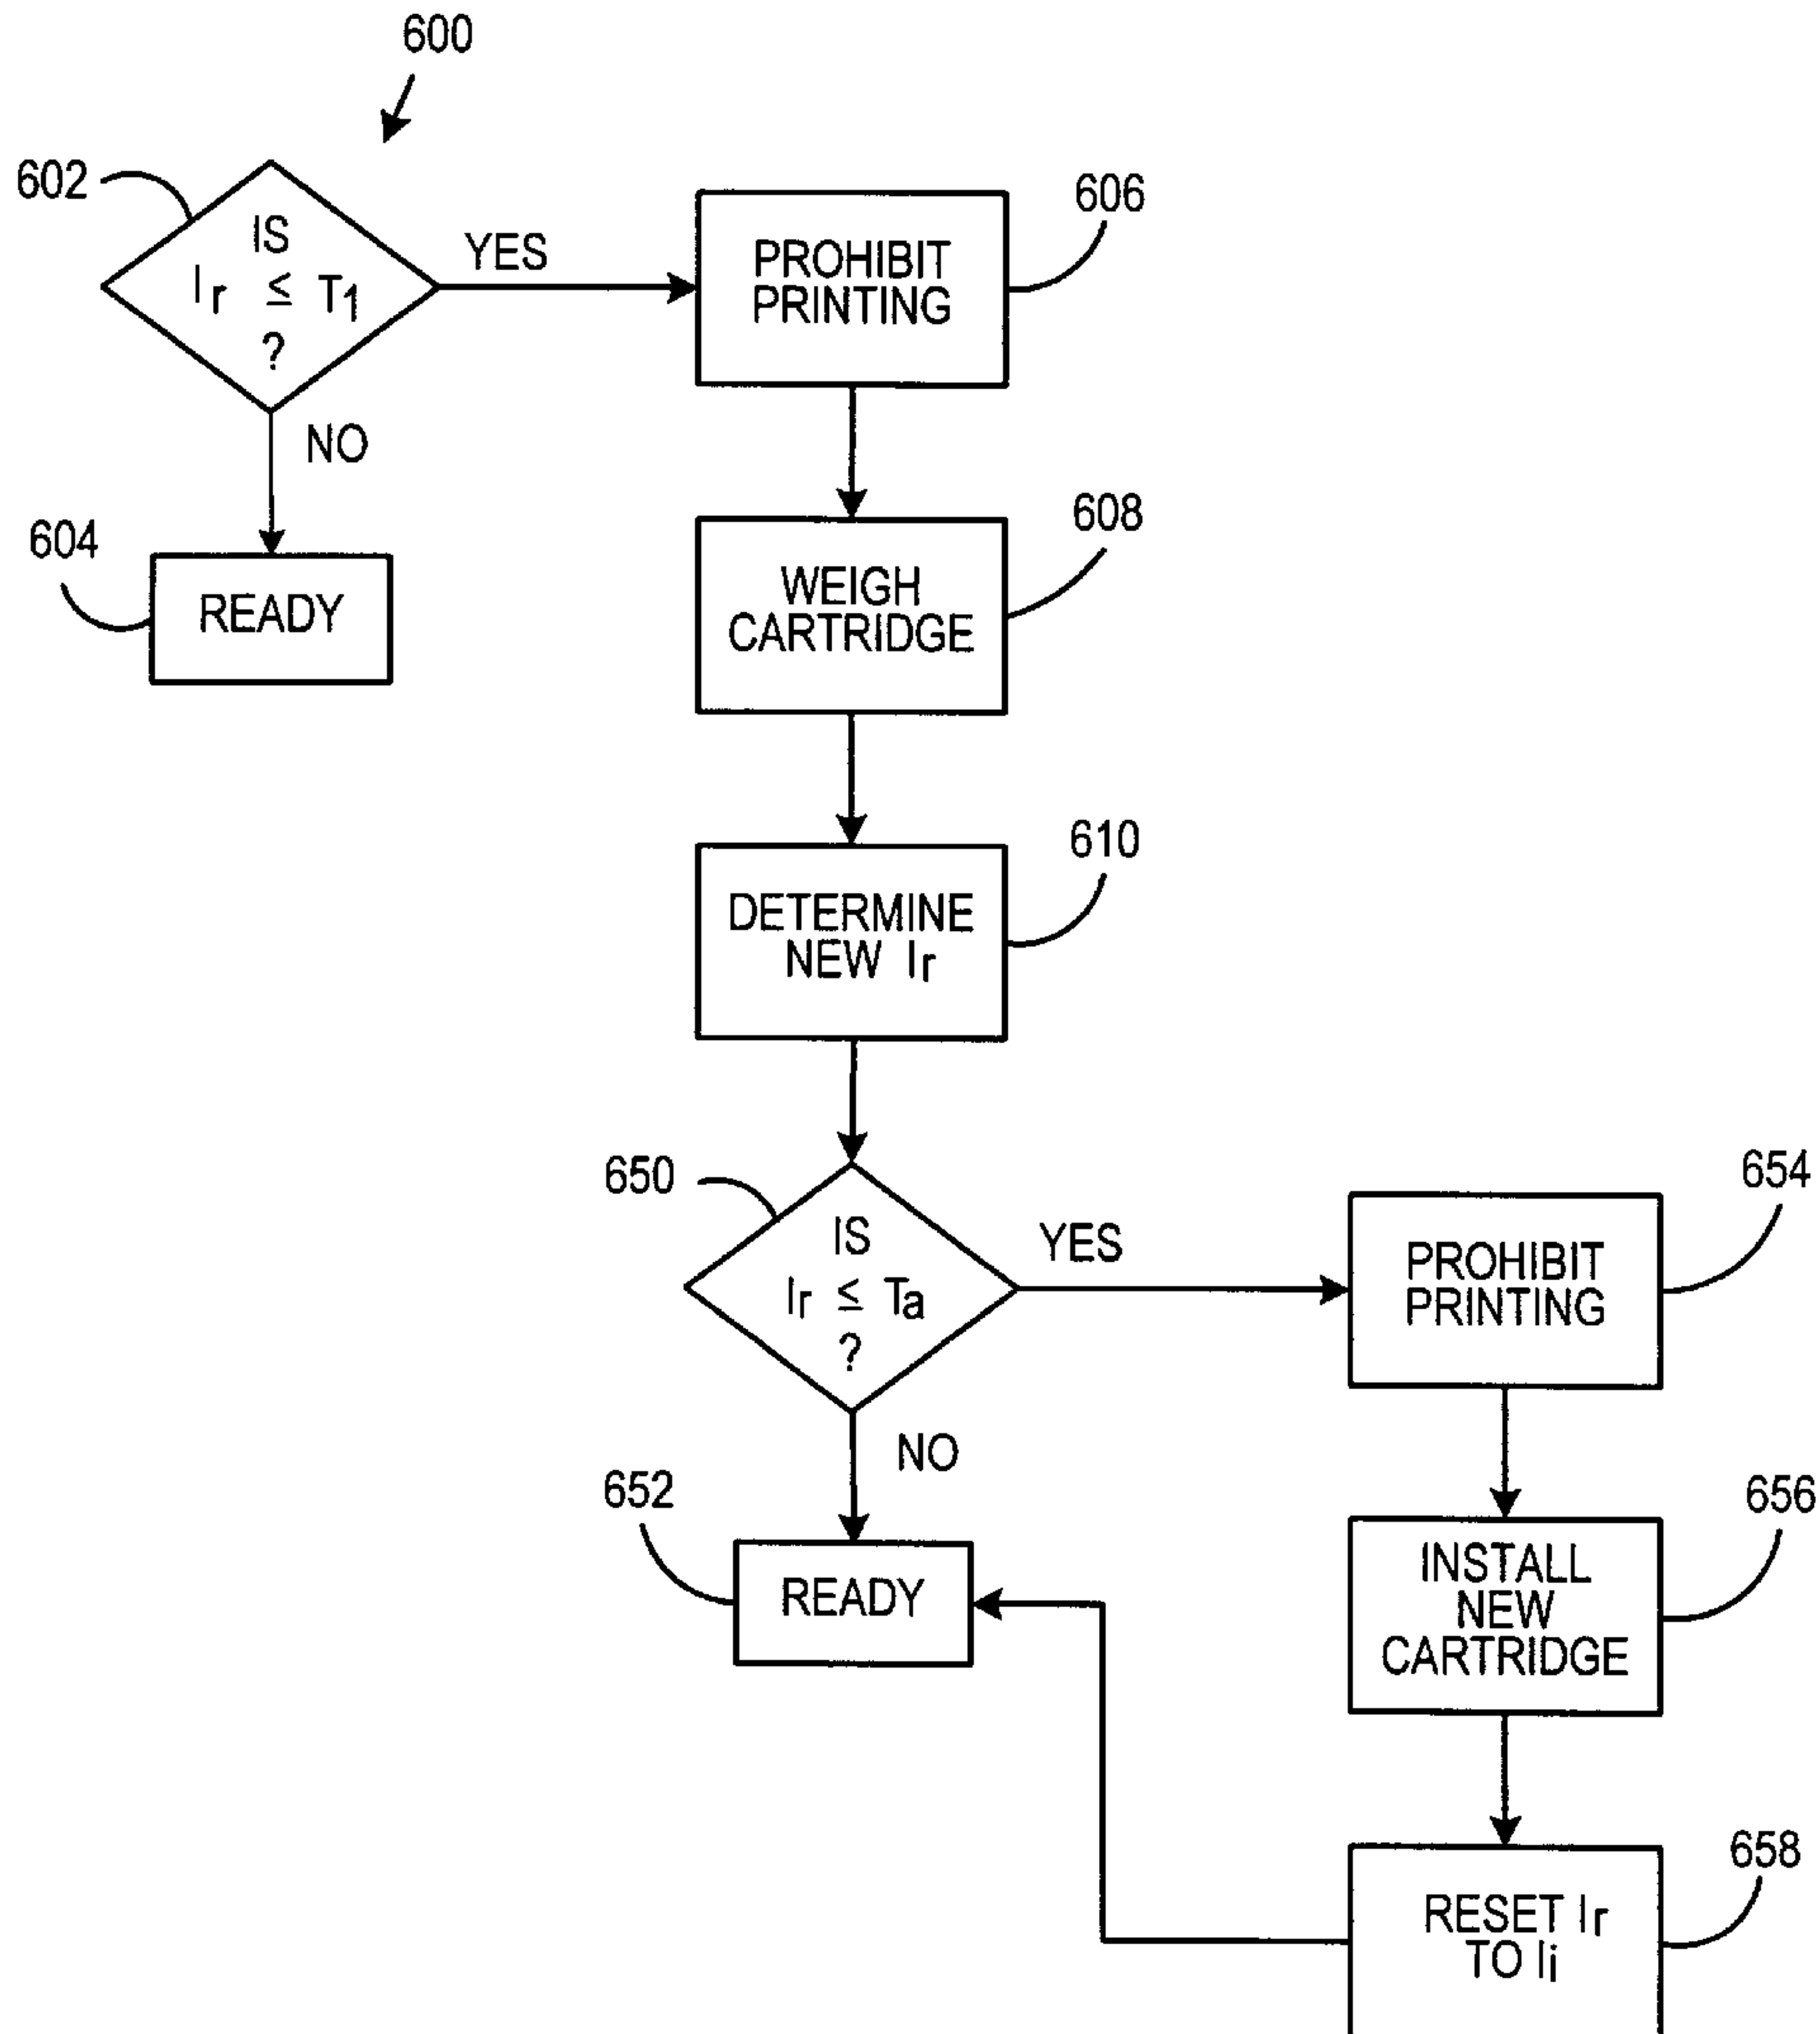 600
602
IS
Ir ≤ T1
?
YES
NO
604
READY
606
PROHIBIT
PRINTING
608
WEIGH
CARTRIDGE
610
DETERMINE
NEW Ir
650
IS
Ir ≤ Ta
?
YES
NO
652
READY
654
PROHIBIT
PRINTING
656
INSTALL
NEW
CARTRIDGE
658
RESET Ir
TO Ii